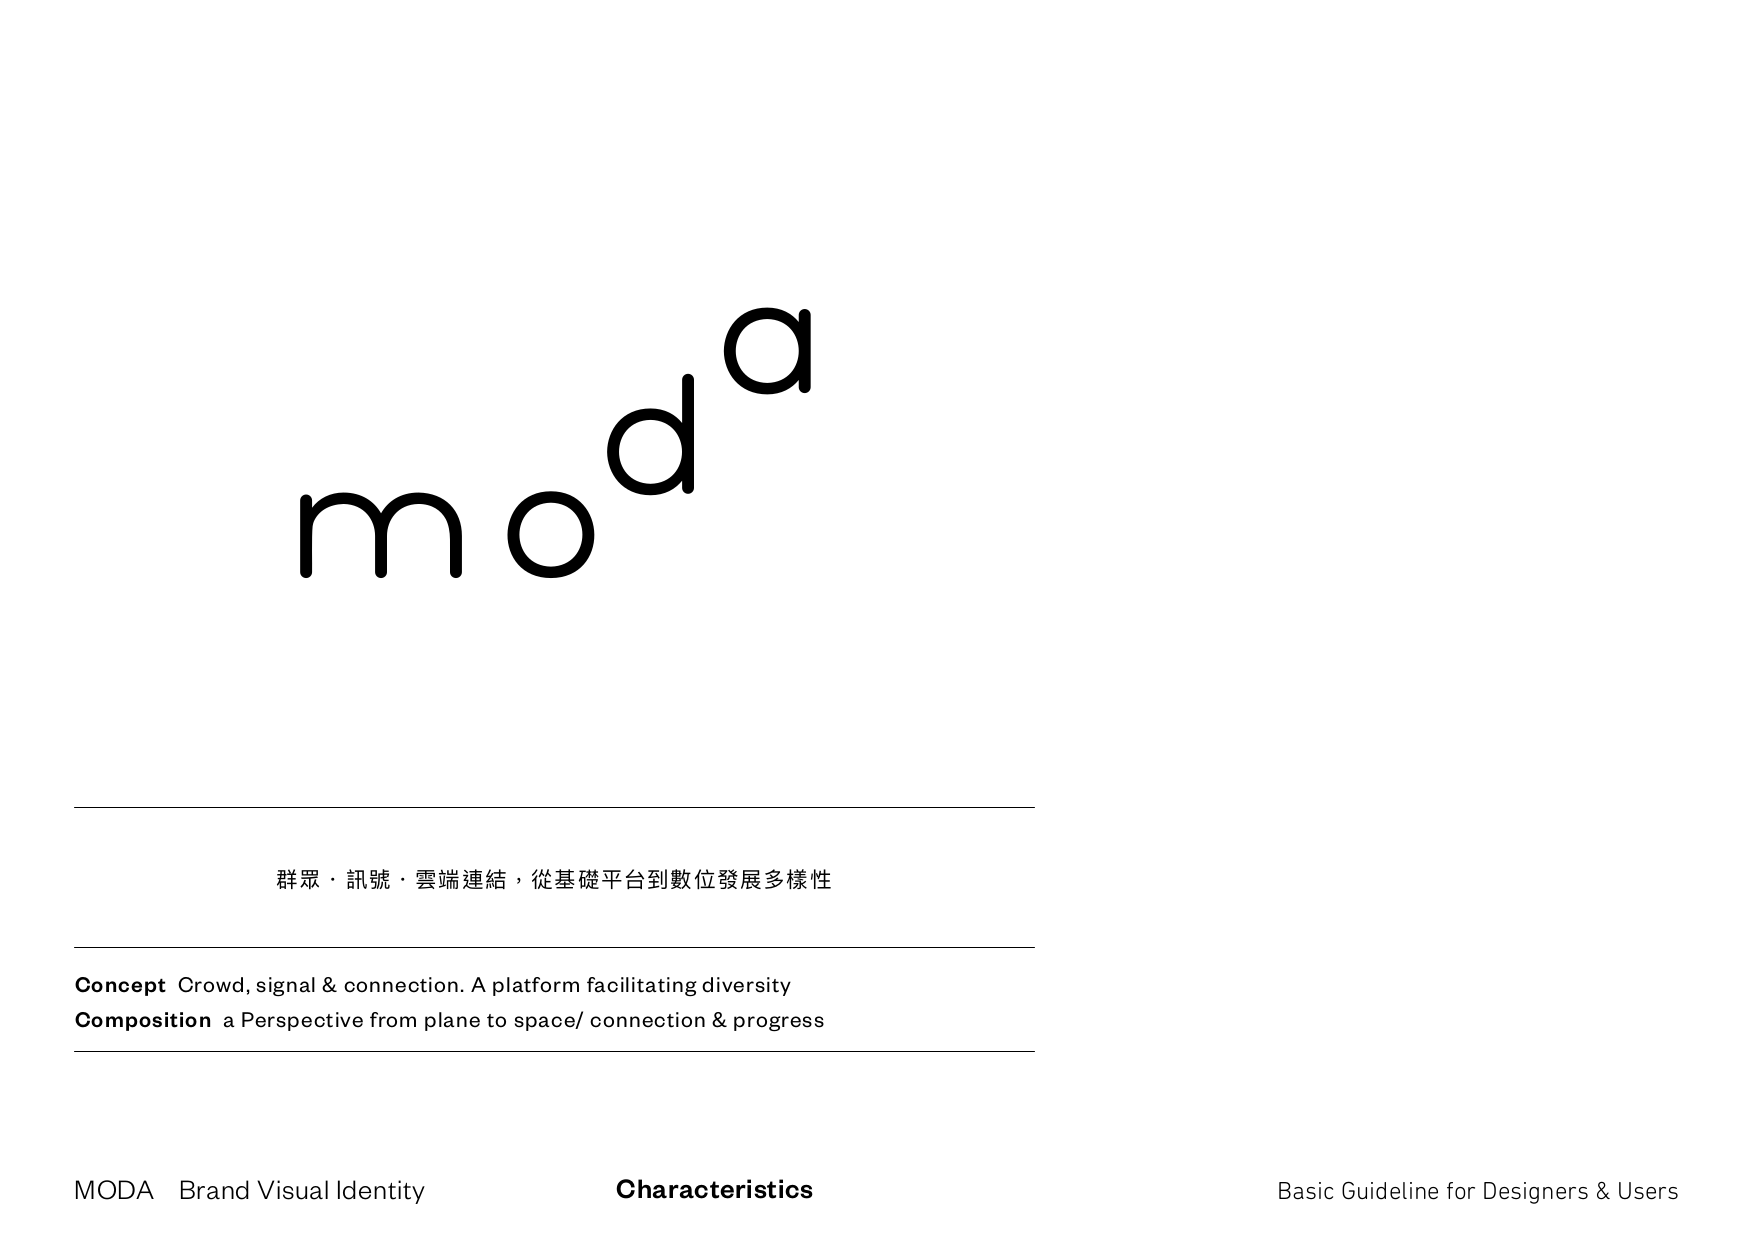 moda
群眾・訊號・雲端連結，從基礎平台到數位發展多樣性
Concept Crowd, signal & connection. A platform facilitating diversity
Composition a Perspective from plane to space/ connection & progress
MODA Brand Visual Identity
Characteristics
Basic Guideline for Designers & Users